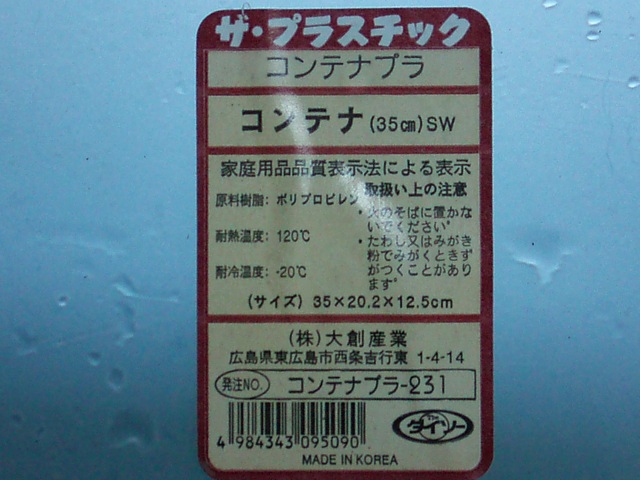 ザ・プラスチック
コンテナプラ
コンテナ(35㎝)SW
家庭用品品質表示法による表示
原料樹脂: ポリプロピレン
耐熱温度: 120℃
耐冷温度: -20℃
取扱い上の注意
・火のそばに置かな
いでください
・たわし又はみがき
粉でみがくときず
がつくことがあり
ます
(サイズ) 35×20.2×12.5cm
(株)大創産業
広島県東広島市西条吉行東 1-4-14
発注NO. コンテナプラ-231
4 984343 095090
ザ・ダイソー
MADE IN KOREA